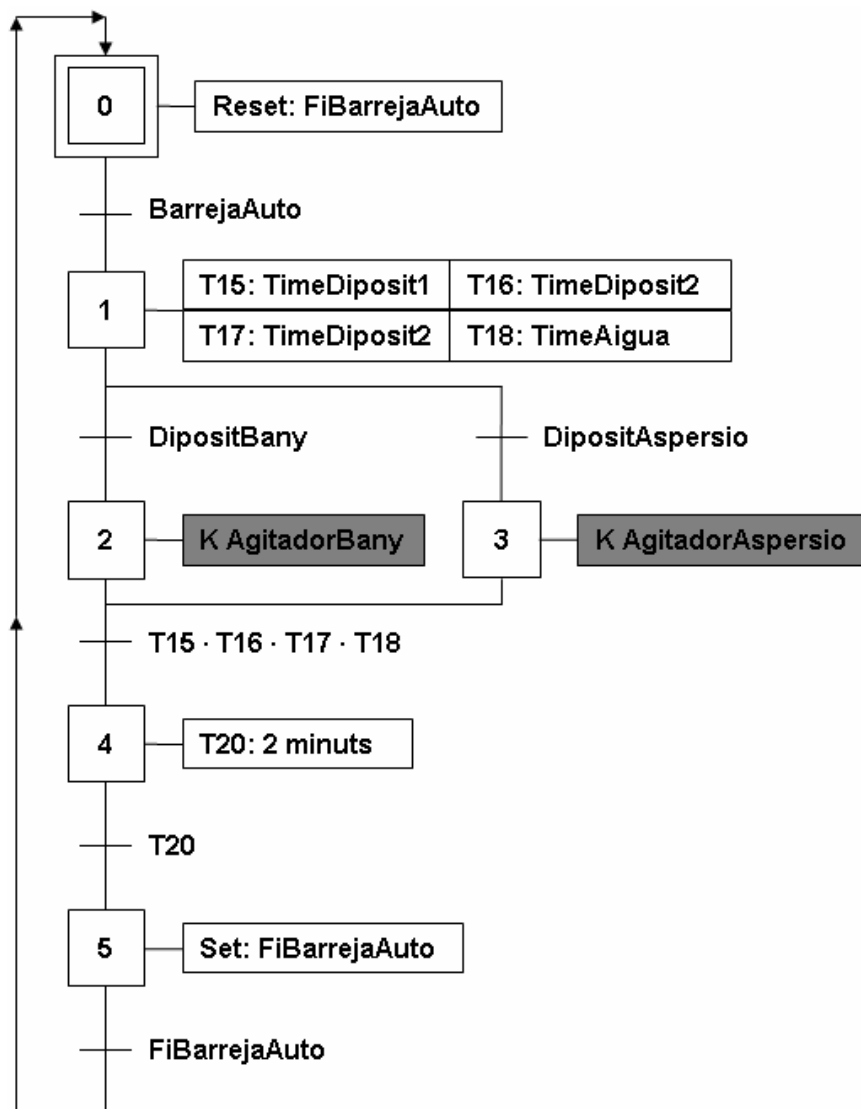 0
Reset: FiBarrejaAuto
BarrejaAuto
1
T15: TimeDiposit1
T16: TimeDiposit2
T17: TimeDiposit2
T18: TimeAigua
DipositBany
DipositAspersio
2
K AgitadorBany
3
K AgitadorAspersio
T15 · T16 · T17 · T18
4
T20: 2 minuts
T20
5
Set: FiBarrejaAuto
FiBarrejaAuto